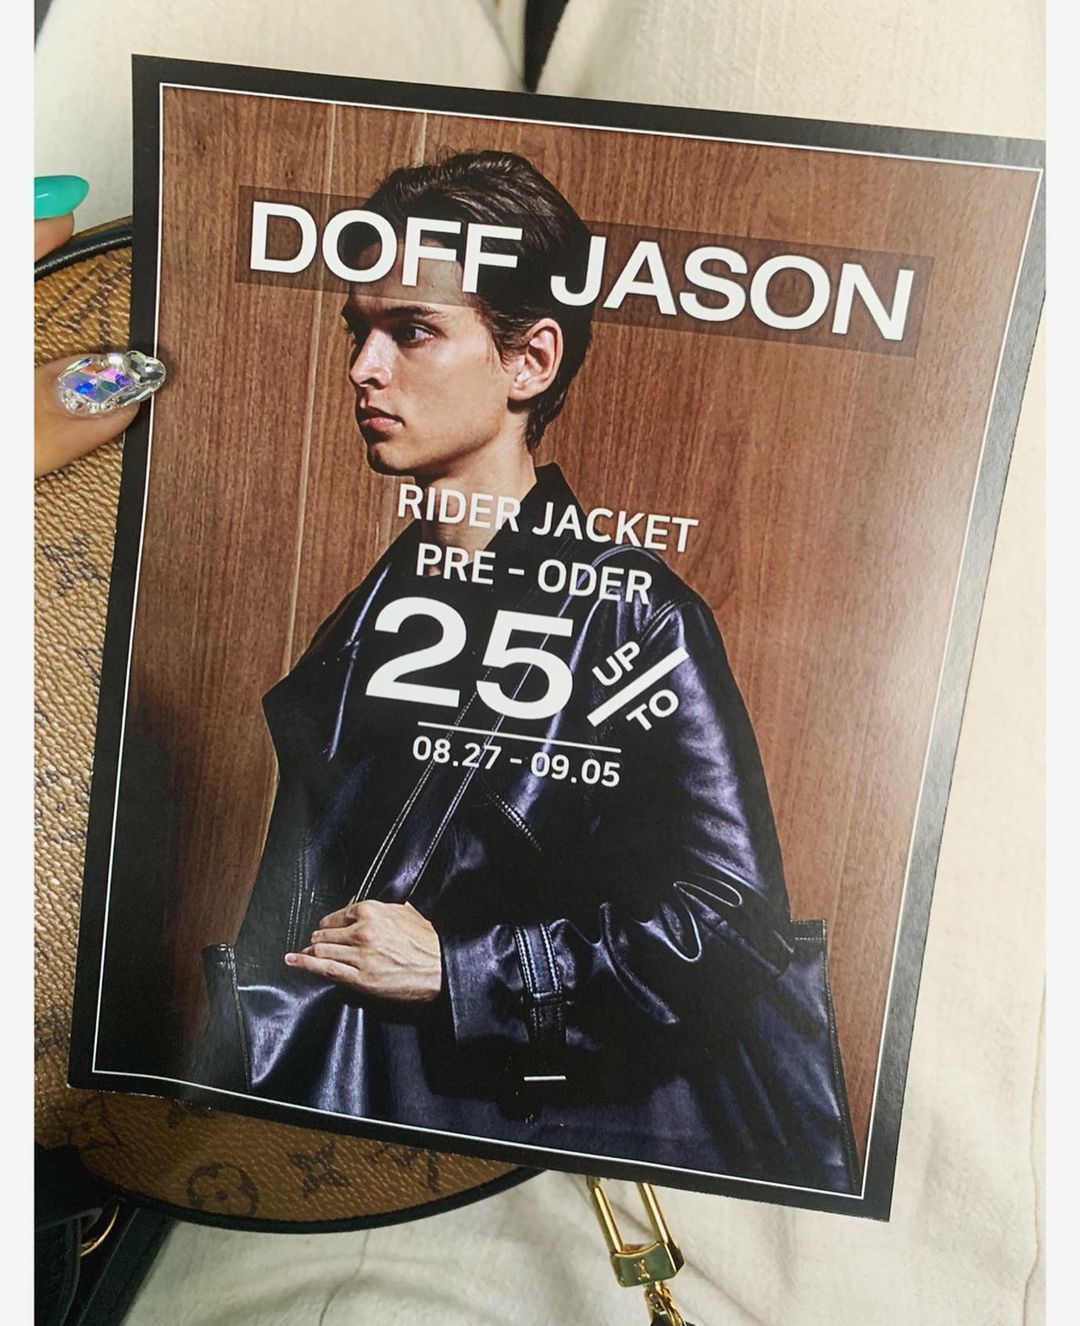 DOFF JASON
RIDER JACKET
PRE - ODER
25 UP/TO
08.27 - 09.05